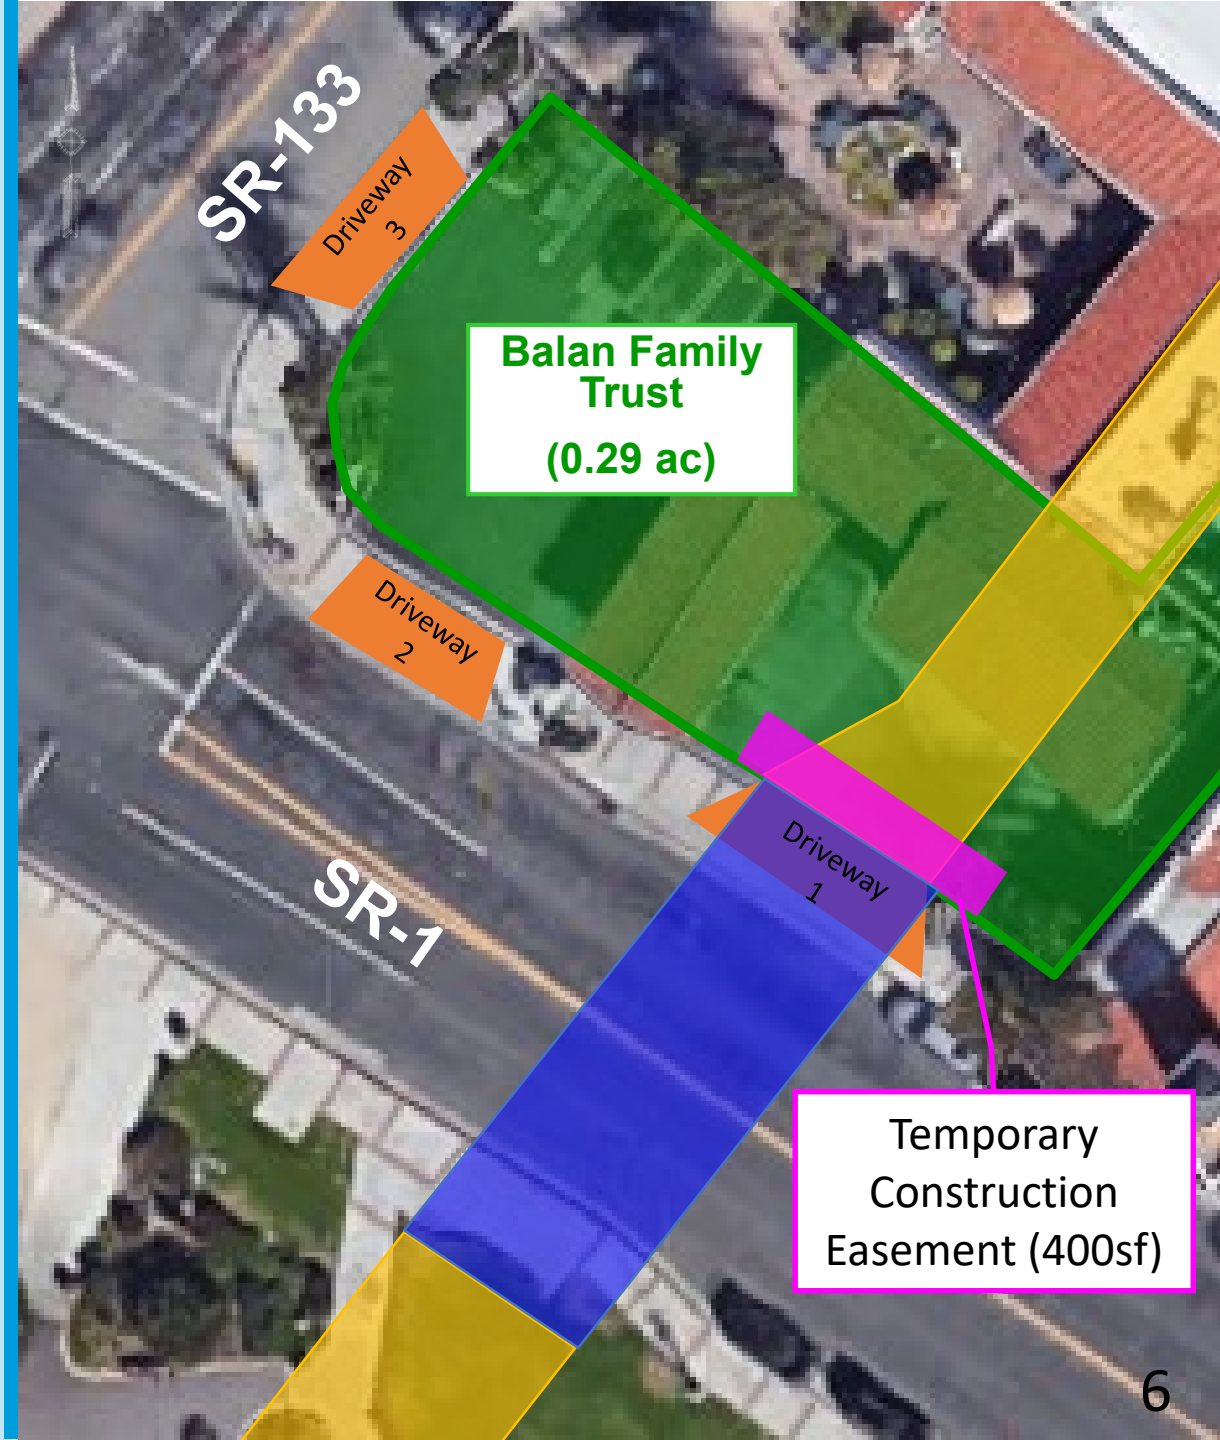 SR-133
Driveway
3
Balan Family
Trust
(0.29 ac)
Driveway
2
Driveway
1
SR-1
Temporary
Construction
Easement (400sf)
6